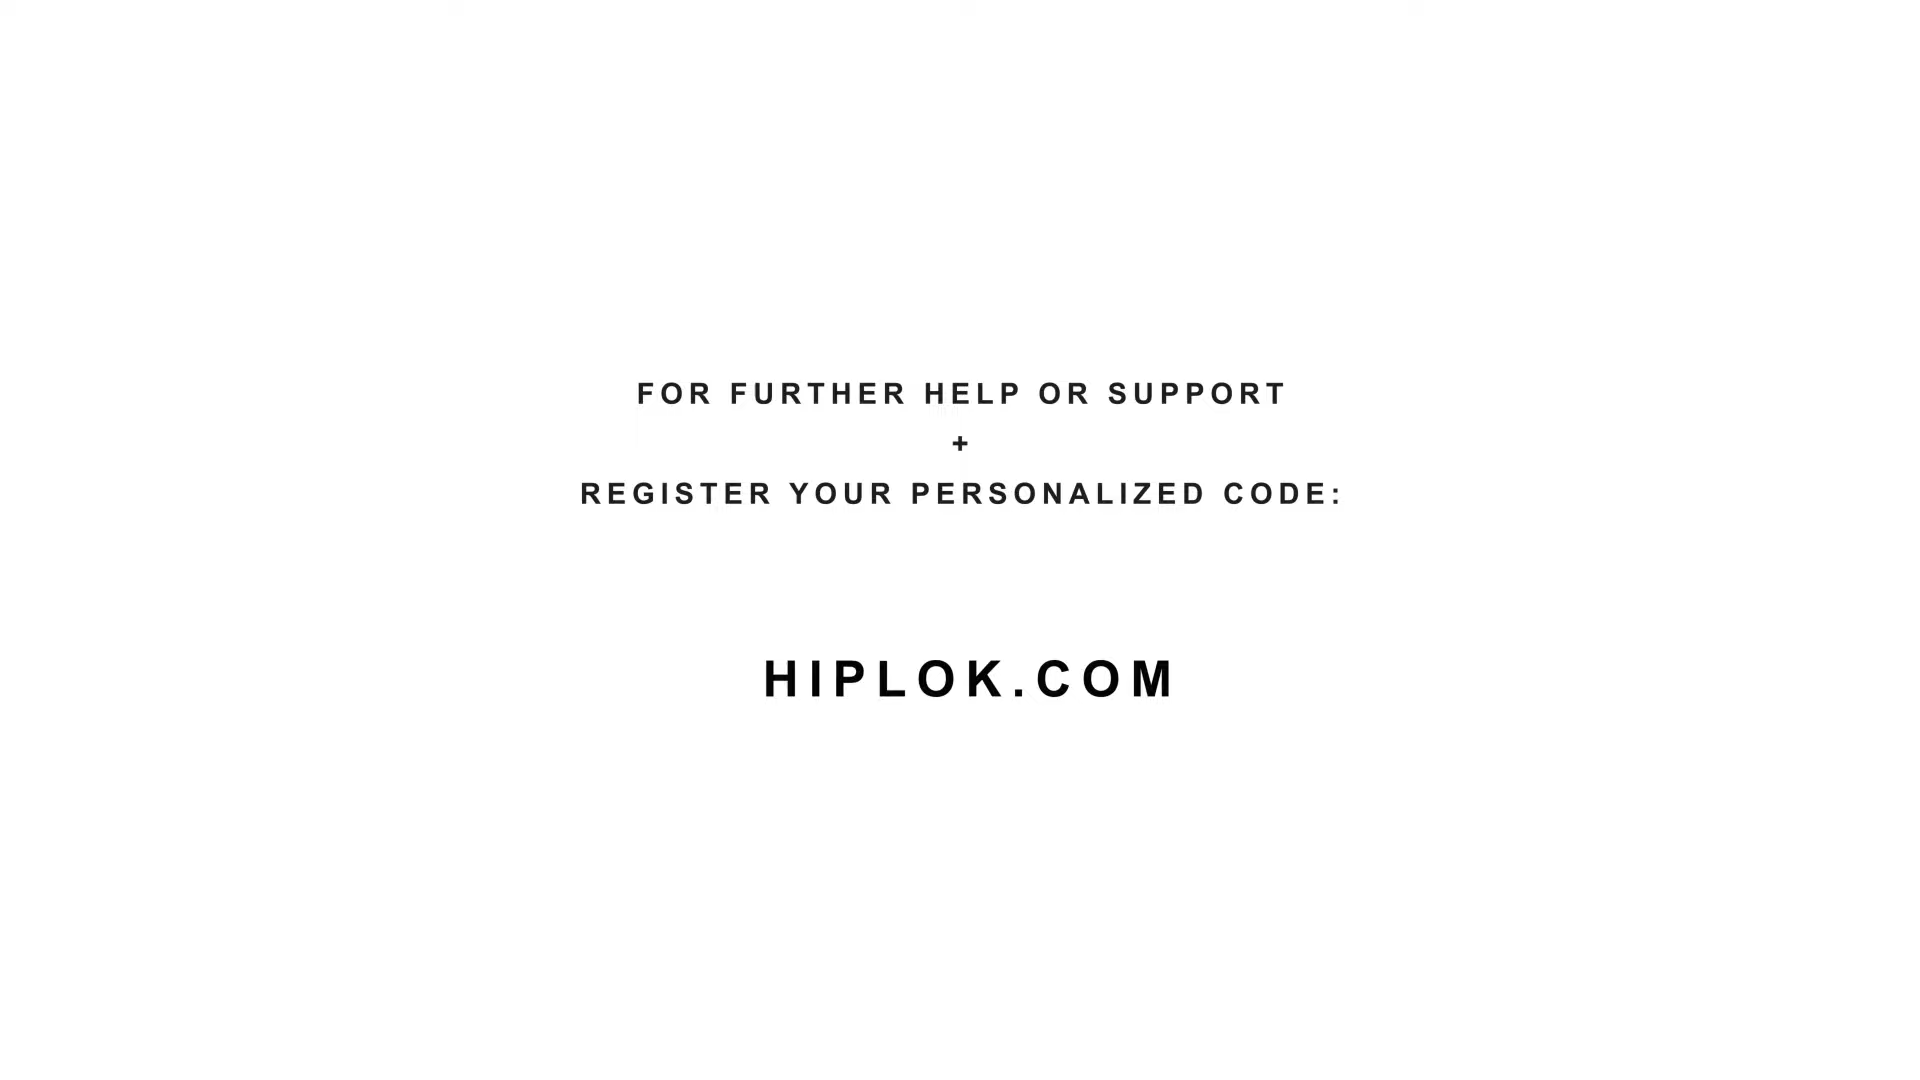 FOR FURTHER HELP OR SUPPORT
+
REGISTER YOUR PERSONALIZED CODE:
HIPLOK.COM